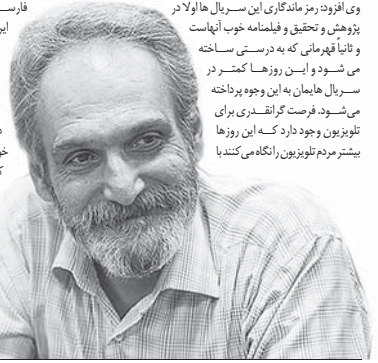 وی افزود: رمز ماندگاری این سریال ها اولا در
پژوهش و تحقیق و فیلمنامه خوب آنهاست
و ثانیاً قهرمانی که به درستی ساخته
می شود و این روزها کمتر در
سریال هایمان به این وجوه پرداخته
می‌شود. فرصت گرانقدری برای
تلویزیون وجود دارد که این روزها
بیشتر مردم تلویزیون را نگاه می‌کنند با